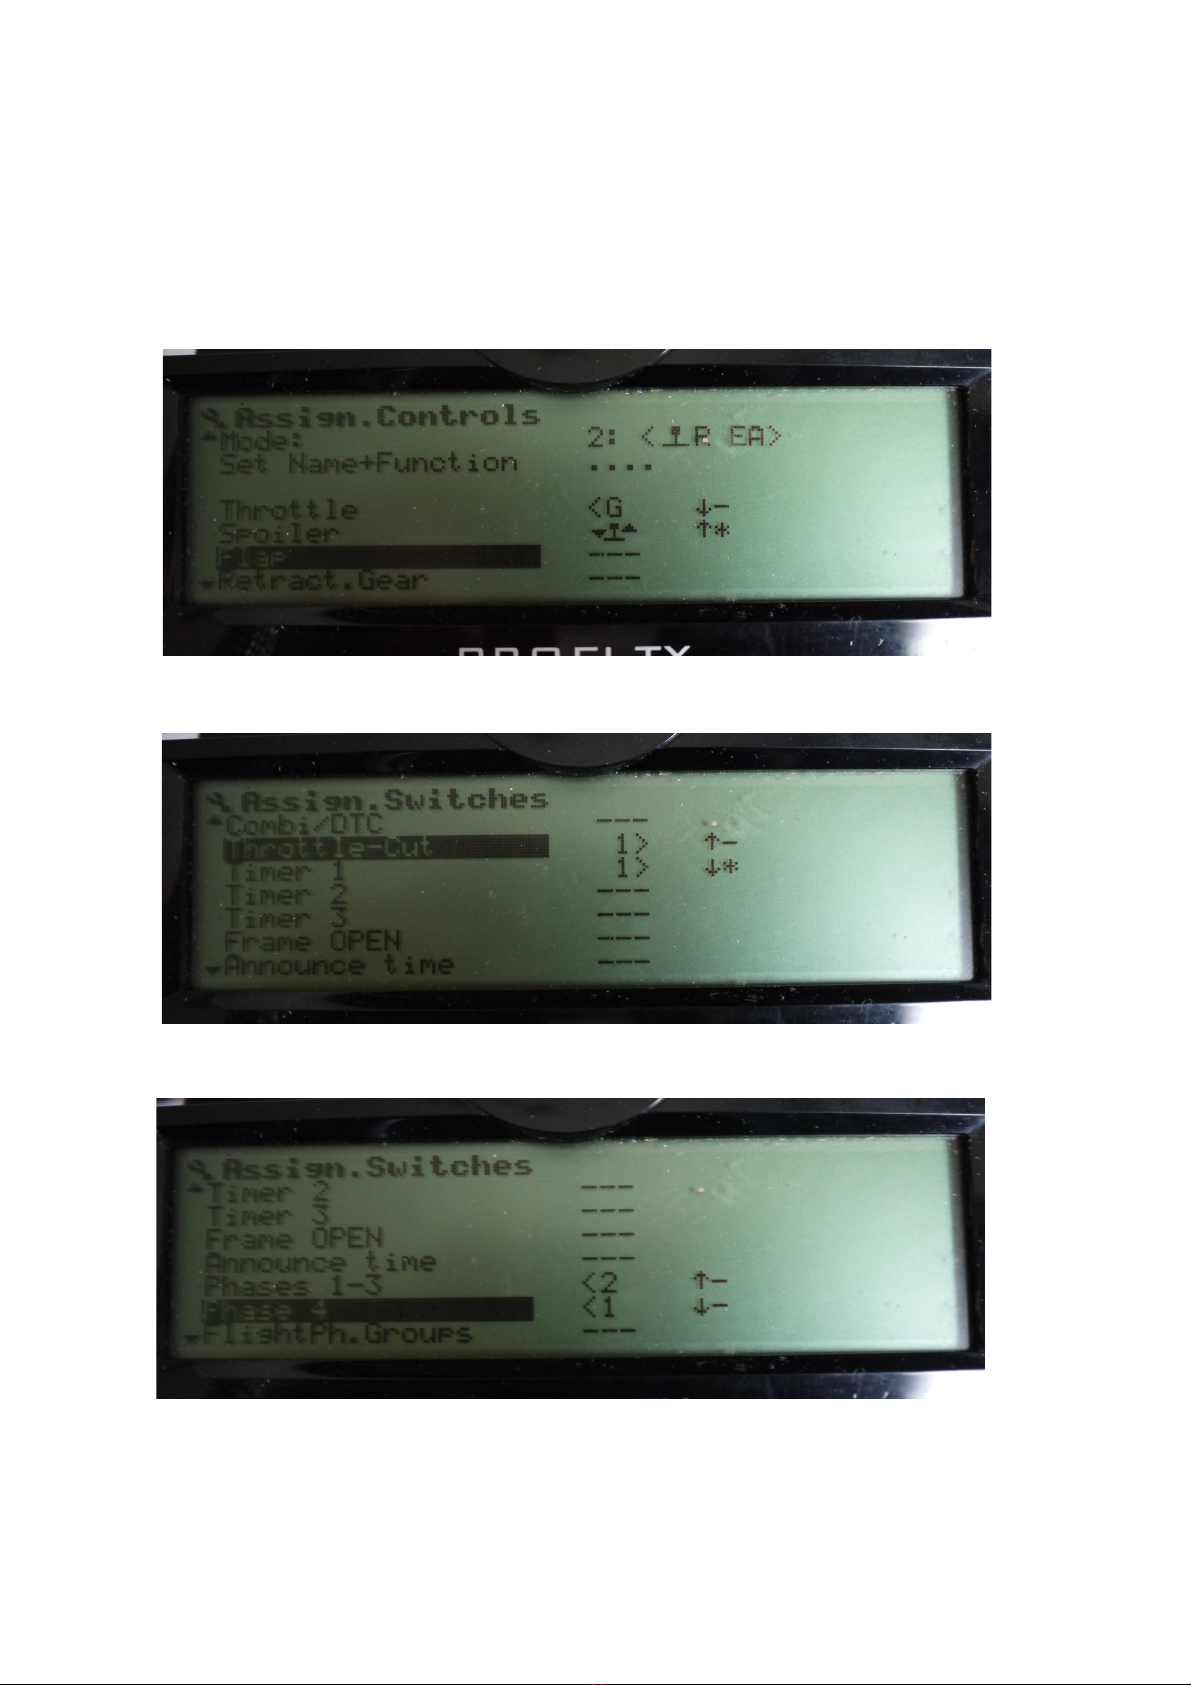 Assign.Controls
Mode: 2: < R EA>
Set Name+Function ....
Throttle <G ↓-
Spoiler ↑*
Flap ---
Retract.Gear ---
Assign.Switches
Combi/DTC ---
Throttle-Cut 1> ↑-
Timer 1 1> ↓*
Timer 2 ---
Timer 3 ---
Frame OPEN ---
Announce time ---
Assign.Switches
Timer 2 ---
Timer 3 ---
Frame OPEN ---
Announce time ---
Phases 1-3 <2 ↑-
Phase 4 <1 ↓-
FlightPh.Groups ---